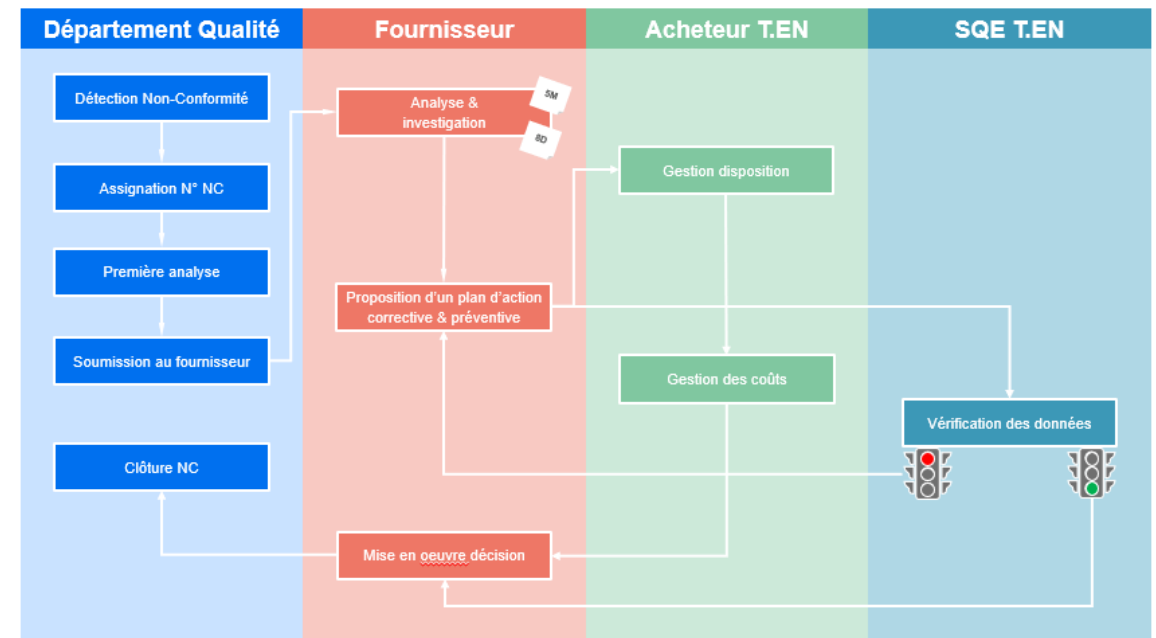 Département Qualité
Fournisseur
Acheteur T.EN
SQE T.EN
Détection Non-Conformité
Assignation N° NC
Première analyse
Soumission au fournisseur
Clôture NC
Analyse &
investigation
5M
8D
Proposition d'un plan d'action
corrective & préventive
Mise en oeuvre décision
Gestion disposition
Gestion des coûts
Vérification des données